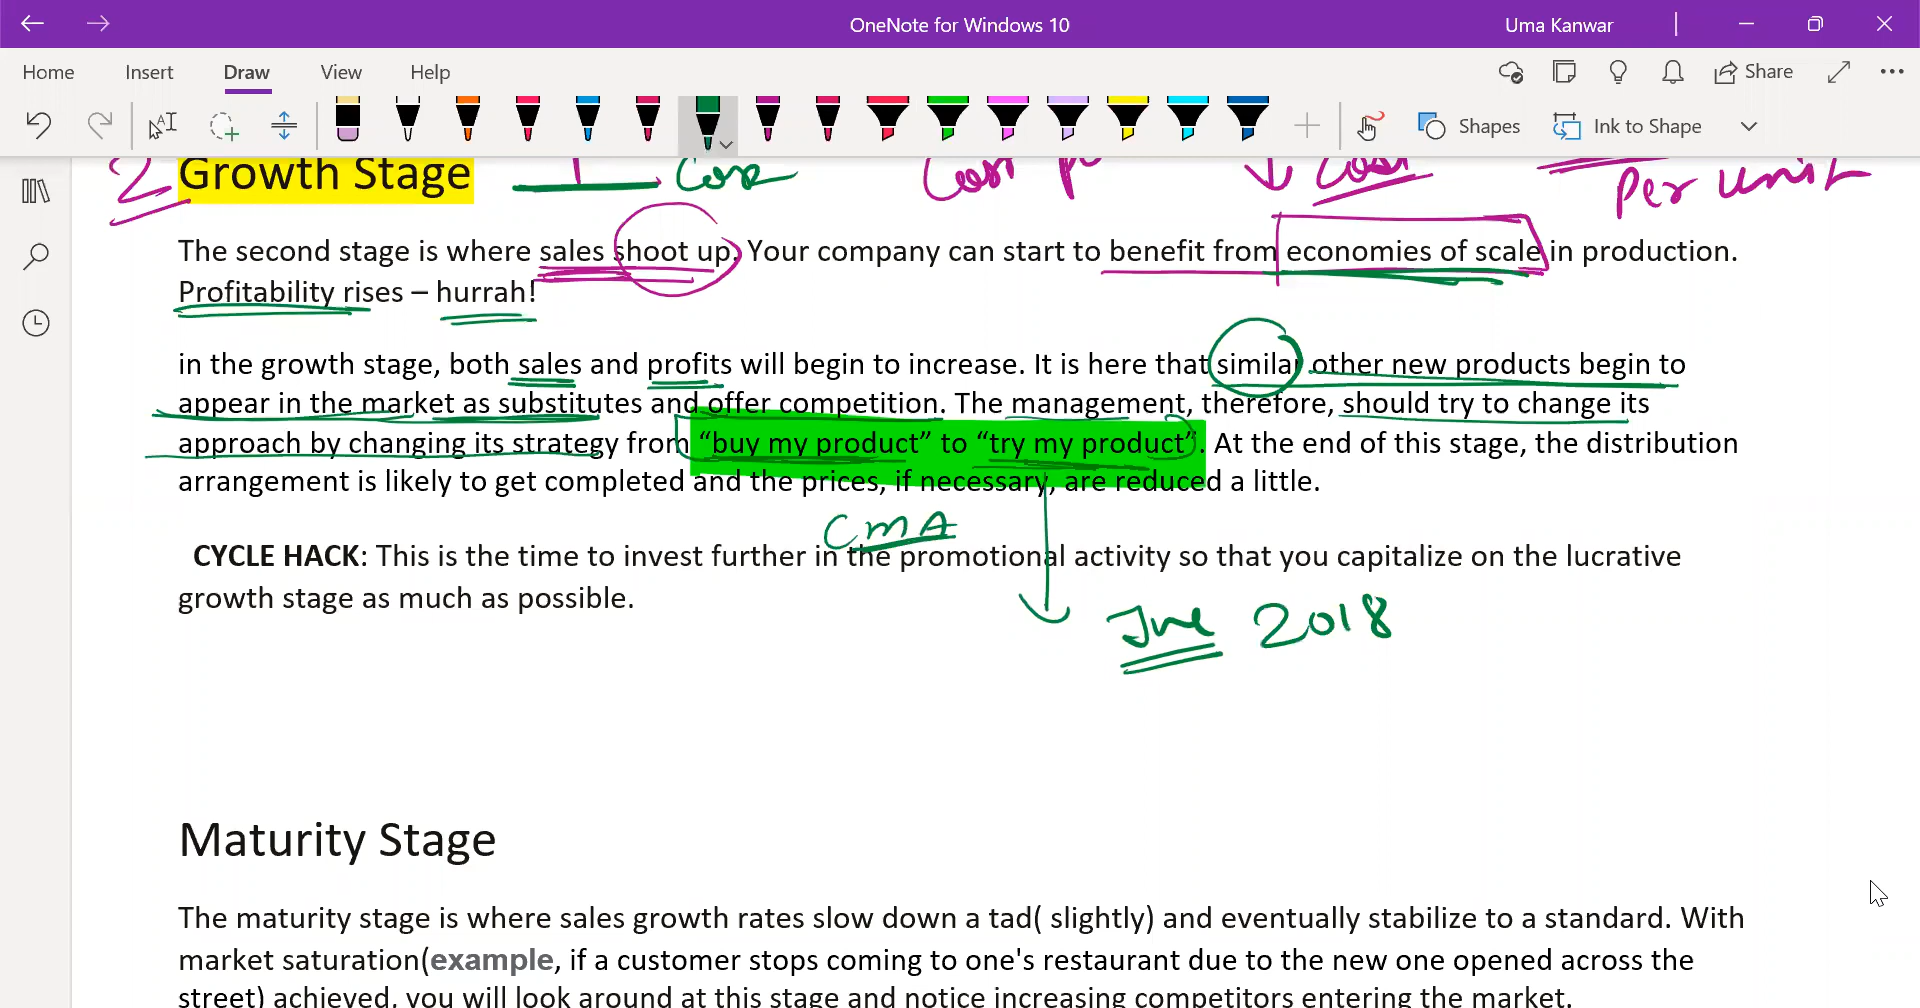 OneNote for Windows 10
Uma Kanwar
Home Insert Draw View Help
Share
Shapes Ink to Shape
2 Growth Stage
Cost
Cost
Per unit
The second stage is where sales shoot up. Your company can start to benefit from economies of scale in production.
Profitability rises – hurrah!
in the growth stage, both sales and profits will begin to increase. It is here that similar other new products begin to
appear in the market as substitutes and offer competition. The management, therefore, should try to change its
approach by changing its strategy from “buy my product” to “try my product”. At the end of this stage, the distribution
arrangement is likely to get completed and the prices, if necessary, are reduced a little.
CMA
CYCLE HACK: This is the time to invest further in the promotional activity so that you capitalize on the lucrative
growth stage as much as possible.
2018
Maturity Stage
The maturity stage is where sales growth rates slow down a tad( slightly) and eventually stabilize to a standard. With
market saturation(example, if a customer stops coming to one's restaurant due to the new one opened across the
street) achieved, you will look around at this stage and notice increasing competitors entering the market.